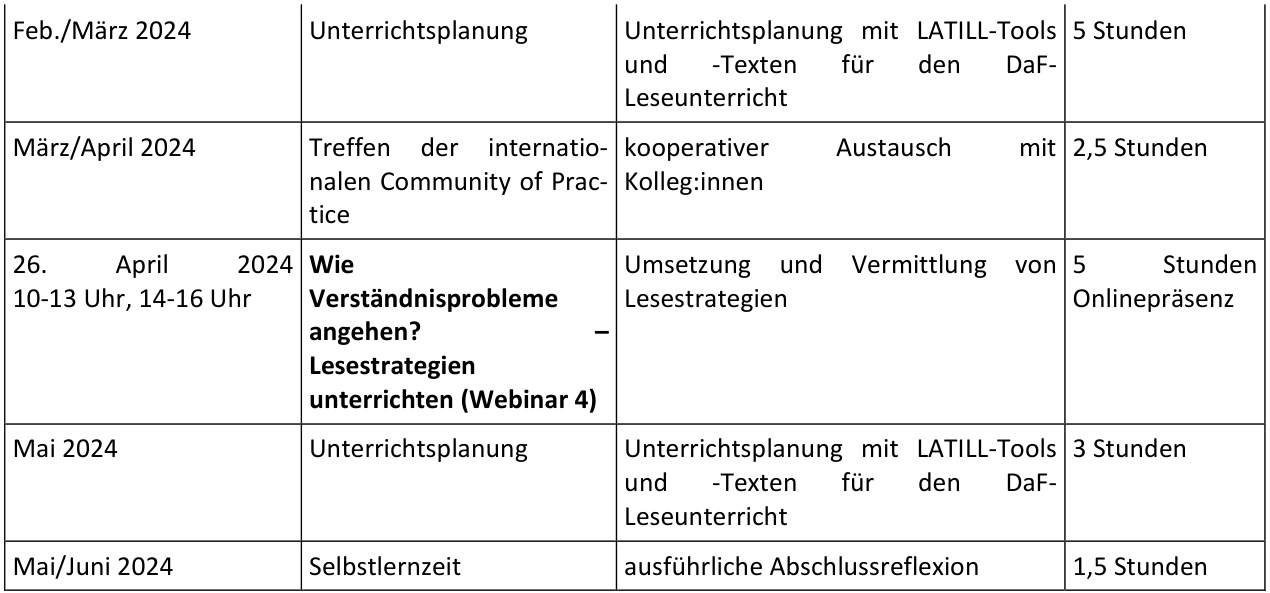 Feb./März 2024
Unterrichtsplanung
Unterrichtsplanung mit LATILL-Tools
und -Texten für den DaF-
Leseunterricht
5 Stunden
März/April 2024
Treffen der internatio-
nalen Community of Prac-
tice
kooperativer Austausch mit
Kolleg:innen
2,5 Stunden
26. April 2024
10-13 Uhr, 14-16 Uhr
Wie
Verständnisprobleme
angehen? –
Lesestrategien
unterrichten (Webinar 4)
Umsetzung und Vermittlung von
Lesestrategien
5 Stunden
Onlinepräsenz
Mai 2024
Unterrichtsplanung
Unterrichtsplanung mit LATILL-Tools
und -Texten für den DaF-
Leseunterricht
3 Stunden
Mai/Juni 2024
Selbstlernzeit
ausführliche Abschlussreflexion
1,5 Stunden